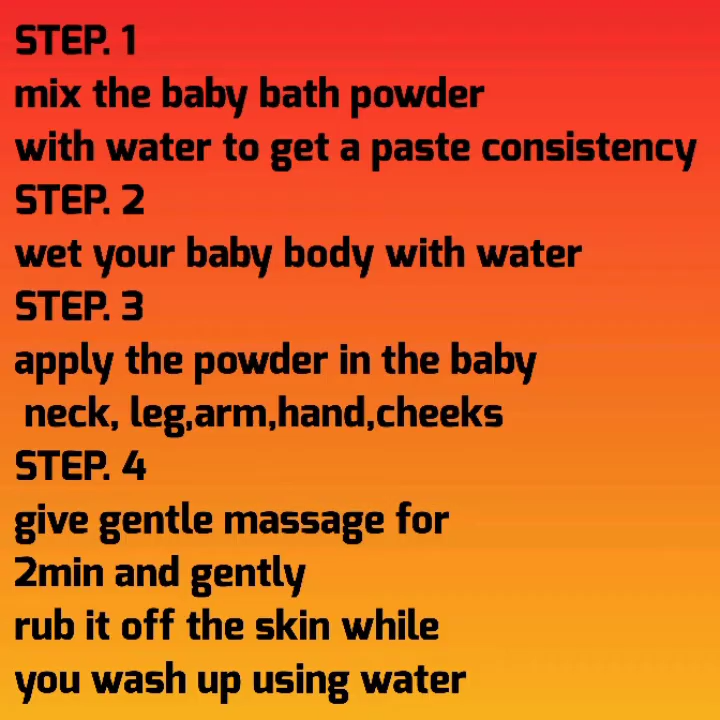 STEP. 1
mix the baby bath powder
with water to get a paste consistency
STEP. 2
wet your baby body with water
STEP. 3
apply the powder in the baby
neck, leg,arm,hand,cheeks
STEP. 4
give gentle massage for
2min and gently
rub it off the skin while
you wash up using water